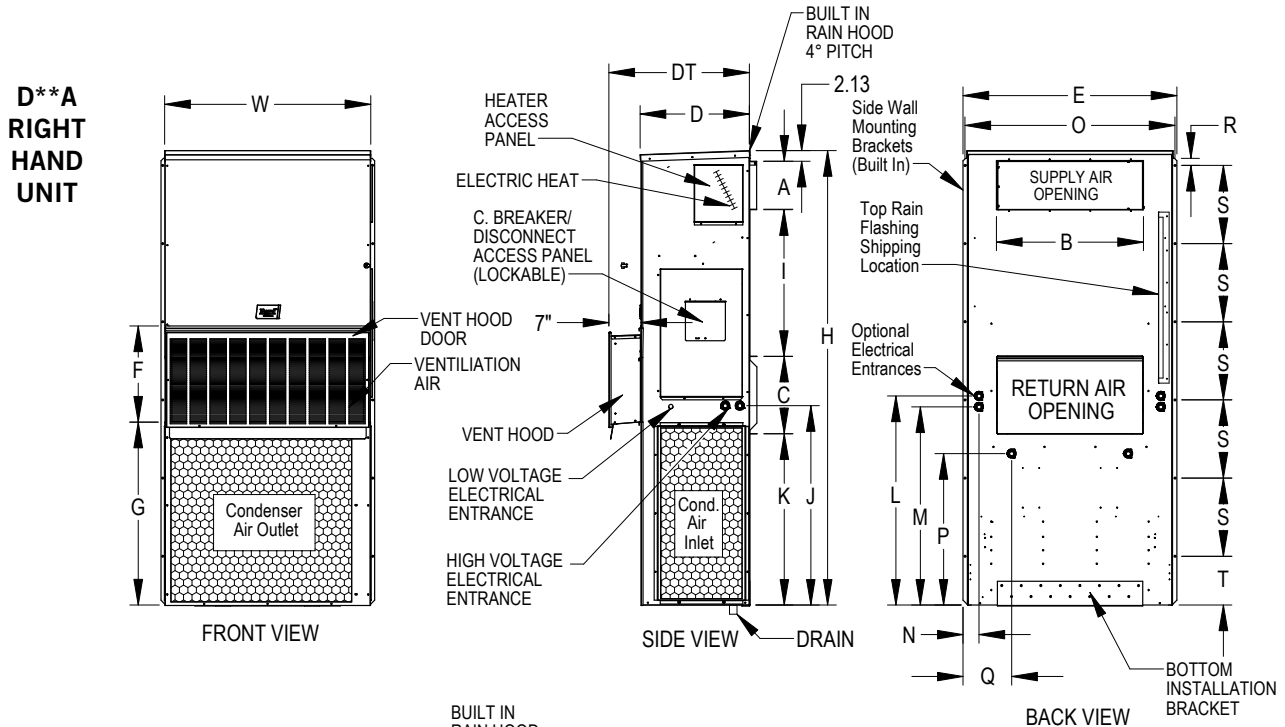 D**A
RIGHT
HAND
UNIT
W
F
G
VENT HOOD
DOOR
VENTILIATION
AIR
Condenser
Air Outlet
FRONT VIEW
BUILT IN
RAIN HOOD
4° PITCH
DT
D
2.13
HEATER
ACCESS
PANEL
ELECTRIC HEAT
C. BREAKER/
DISCONNECT
ACCESS PANEL
(LOCKABLE)
7"
VENT HOOD
LOW VOLTAGE
ELECTRICAL
ENTRANCE
HIGH VOLTAGE
ELECTRICAL
ENTRANCE
A
I
H
C
K
J
Cond.
Air
Inlet
SIDE VIEW
DRAIN
E
O
R
Side Wall
Mounting
Brackets
(Built In)
SUPPLY AIR
OPENING
Top Rain
Flashing
Shipping
Location
B
S
S
S
S
S
T
Optional
Electrical
Entrances
RETURN AIR
OPENING
L
M
P
N
Q
BOTTOM
INSTALLATION
BRACKET
BACK VIEW
BUILT IN
RAIN HOOD